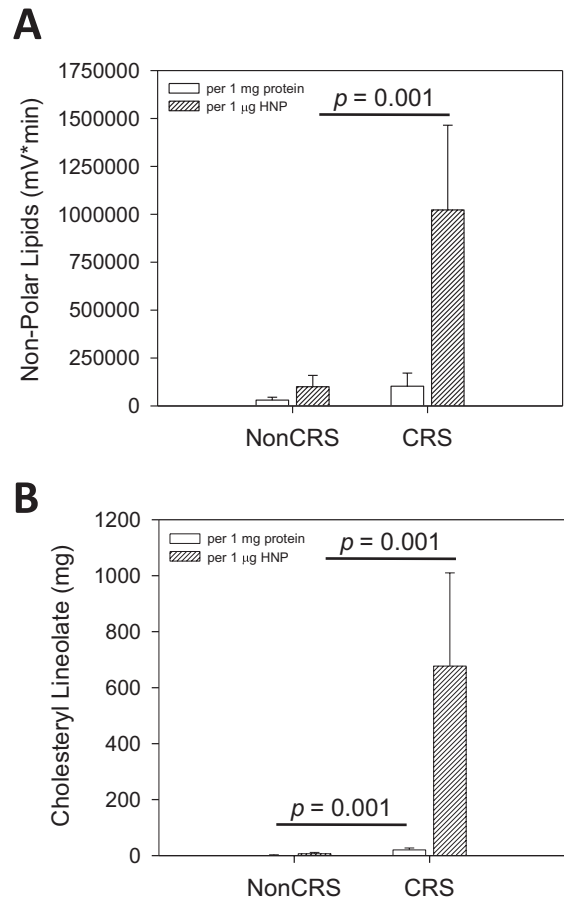 A
Non-Polar Lipids (mV*min)
1750000
1500000
1250000
1000000
750000
500000
250000
0
per 1 mg protein
per 1 μg HNP
p = 0.001
NonCRS
CRS
B
Cholesteryl Lineolate (mg)
1200
1000
800
600
400
200
0
per 1 mg protein
per 1 μg HNP
p = 0.001
p = 0.001
NonCRS
CRS